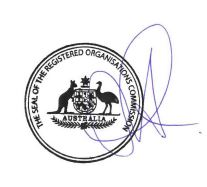 THE SEAL OF THE REGISTERED ORGANISATIONS COMMISSION
AUSTRALIA